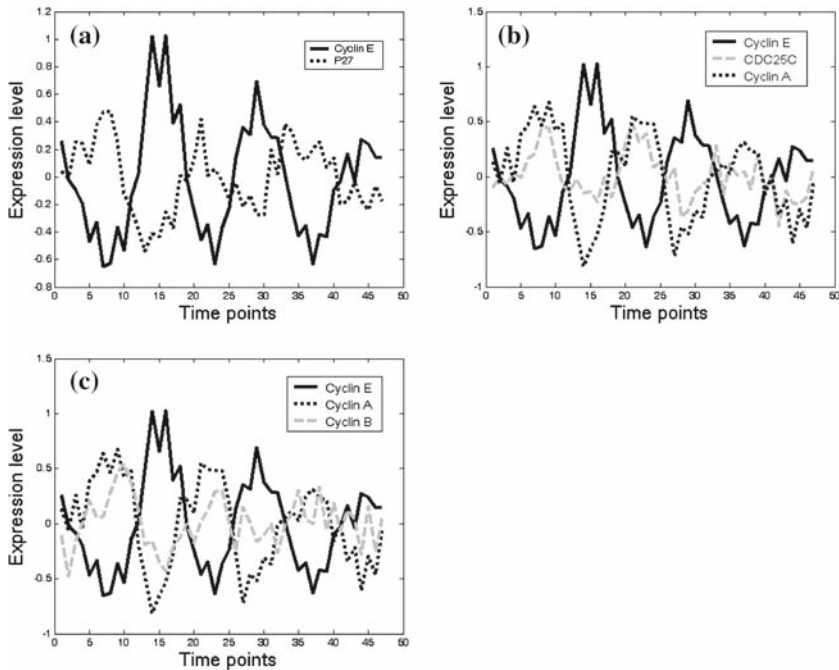 (a)
Cyclin E
P27
1.2
1
0.8
0.6
0.4
0.2
0
-0.2
-0.4
-0.6
0.8
Expression level
0 5 10 15 20 25 30 35 40 45 50
Time points
(b)
Cyclin E
CDC25C
Cyclin A
1.5
1
0.5
0
-0.5
-1
Expression level
0 5 10 15 20 25 30 35 40 45 50
Time points
(c)
Cyclin E
Cyclin A
Cyclin B
1.5
1
0.5
0
-0.5
-1
Expression level
0 5 10 15 20 25 30 35 40 45 50
Time points